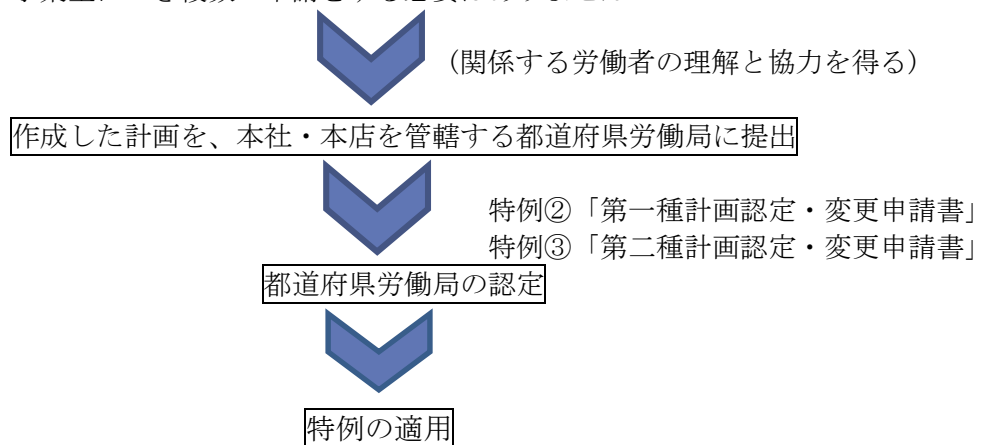 (関係する労働者の理解と協力を得る)
作成した計画を、本社・本店を管轄する都道府県労働局に提出
特例②「第一種計画認定・変更申請書」
特例③「第二種計画認定・変更申請書」
都道府県労働局の認定
特例の適用